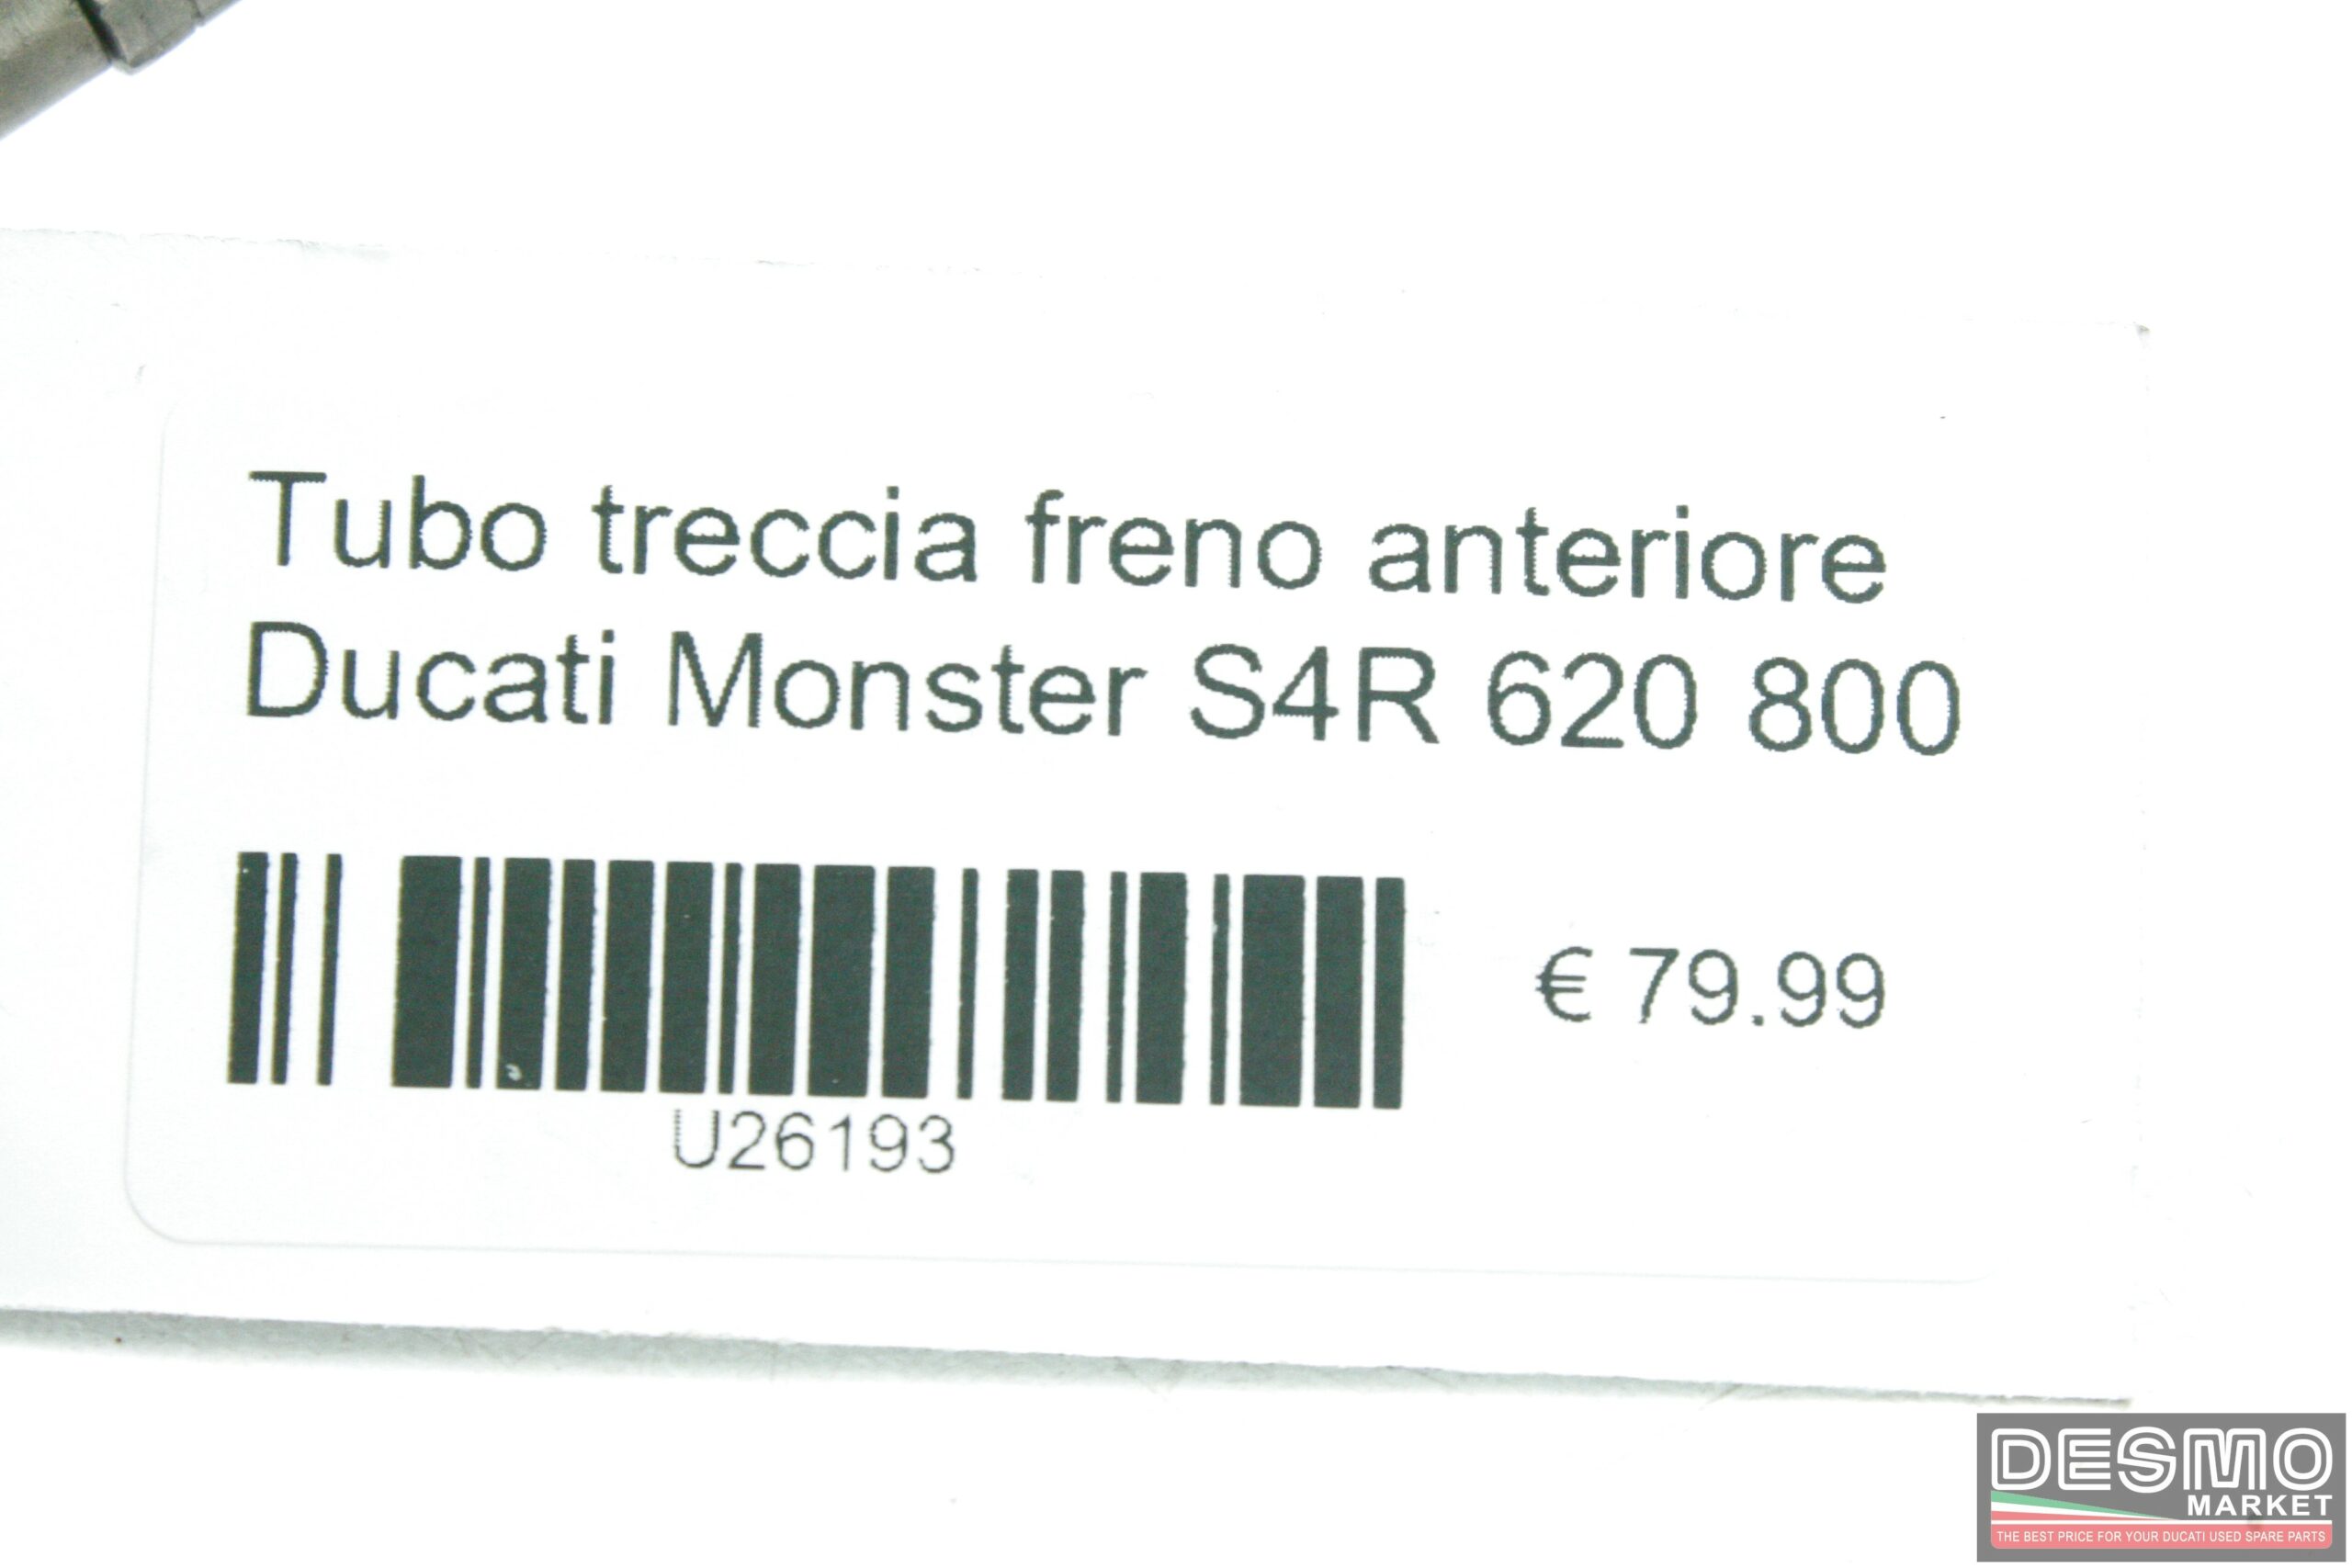 Tubo treccia freno anteriore
Ducati Monster S4R 620 800
€ 79.99
U26193
DESMO
MARKET
THE BEST PRICE FOR YOUR DUCATI USED SPARE PARTS